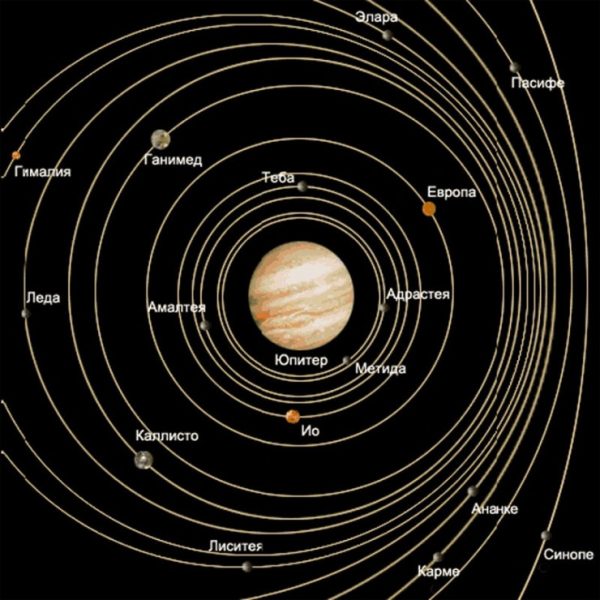 Элара
Пасифе
Ганимед
Гималия
Теба
Европа
Леда
Амалтея
Адрастея
Юпитер
Метида
Каллисто
Ио
Ананке
Лиситея
Синопе
Карме